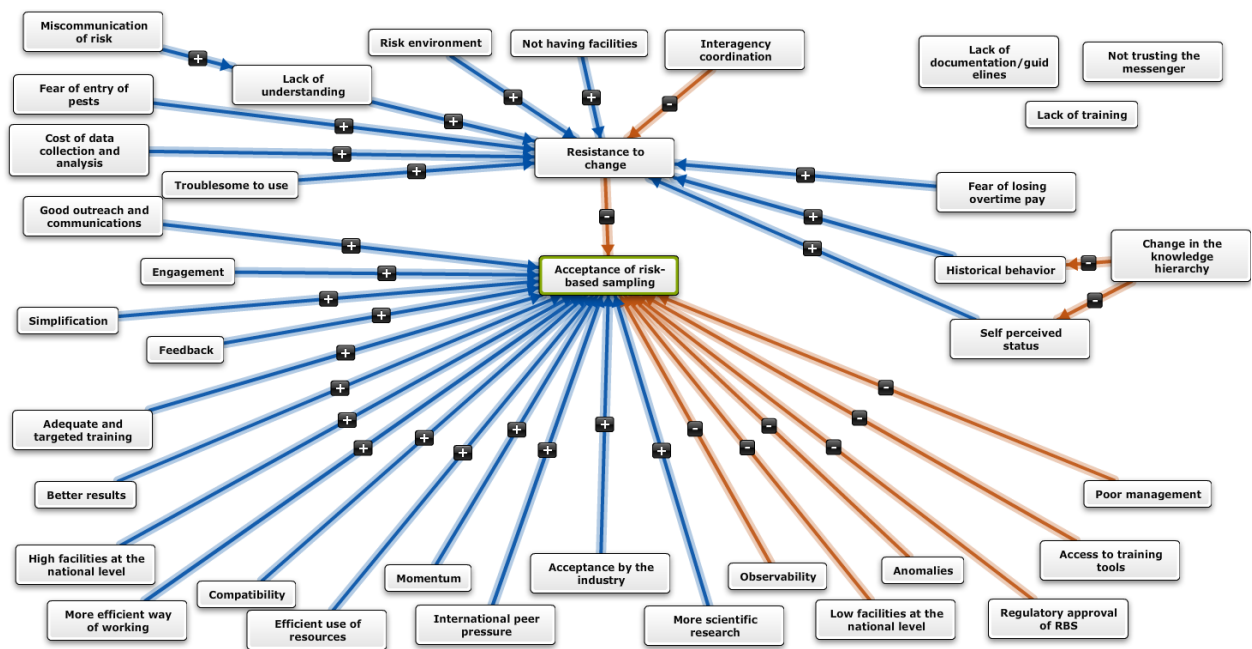 Miscommunication
of risk
Risk environment
Not having facilities
Interagency
coordination
Lack of
documentation/guid
elines
Not trusting the
messenger
Lack of training
+
Lack of
understanding
Fear of entry of
pests
+
+
-
+
+
Cost of data
collection and
analysis
+
Resistance to
change
Troublesome to use
+
+
Fear of losing
overtime pay
Good outreach and
communications
-
+
+
+
Change in the
knowledge
hierarchy
Engagement
+
Acceptance of risk-
based sampling
Historical behavior
-
-
Simplification
+
Feedback
+
Self perceived
status
+
+
-
Adequate and
targeted training
+
+
+
+
+
+
+
+
-
-
-
-
-
Better results
Poor management
High facilities at the
national level
More efficient way
of working
Compatibility
Efficient use of
resources
Momentum
International peer
pressure
Acceptance by the
industry
More scientific
research
Observability
Low facilities at the
national level
Anomalies
Regulatory approval
of RBS
Access to training
tools